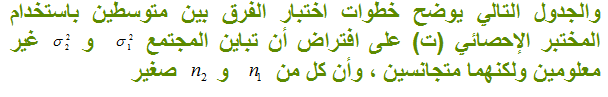 والجدول التالي يوضح خطوات اختبار الفرق بين متوسطين باستخدام
المختبر الإحصائي (ت) على افتراض أن تباين المجتمع σ₁² و σ₂² غير
معلومين ولكنهما متجانسين ، وأن كل من n₁ و n₂ صغير